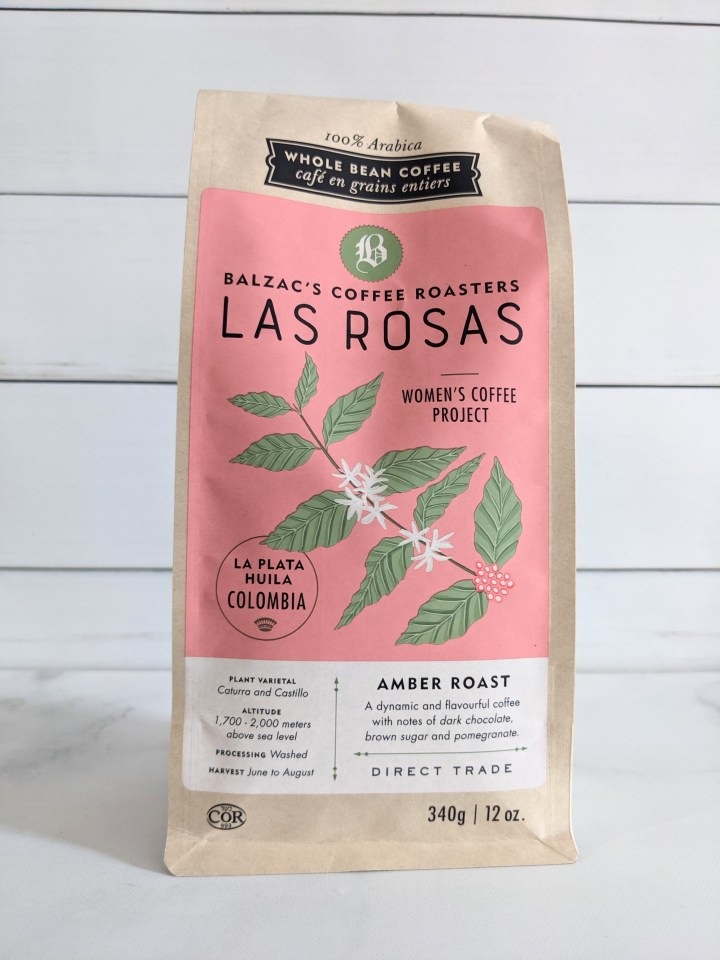 100% Arabica
WHOLE BEAN COFFEE
café en grains entiers
B
BALZAC'S COFFEE ROASTERS
LAS ROSAS
WOMEN'S COFFEE
PROJECT
LA PLATA
HUILA
COLOMBIA
PLANT VARIETAL
Caturra and Castillo
ALTITUDE
1,700 - 2,000 meters
above sea level
PROCESSING Washed
HARVEST June to August
AMBER ROAST
A dynamic and flavourful coffee
with notes of dark chocolate,
brown sugar and pomegranate.
DIRECT TRADE
COR
340g | 12 oz.